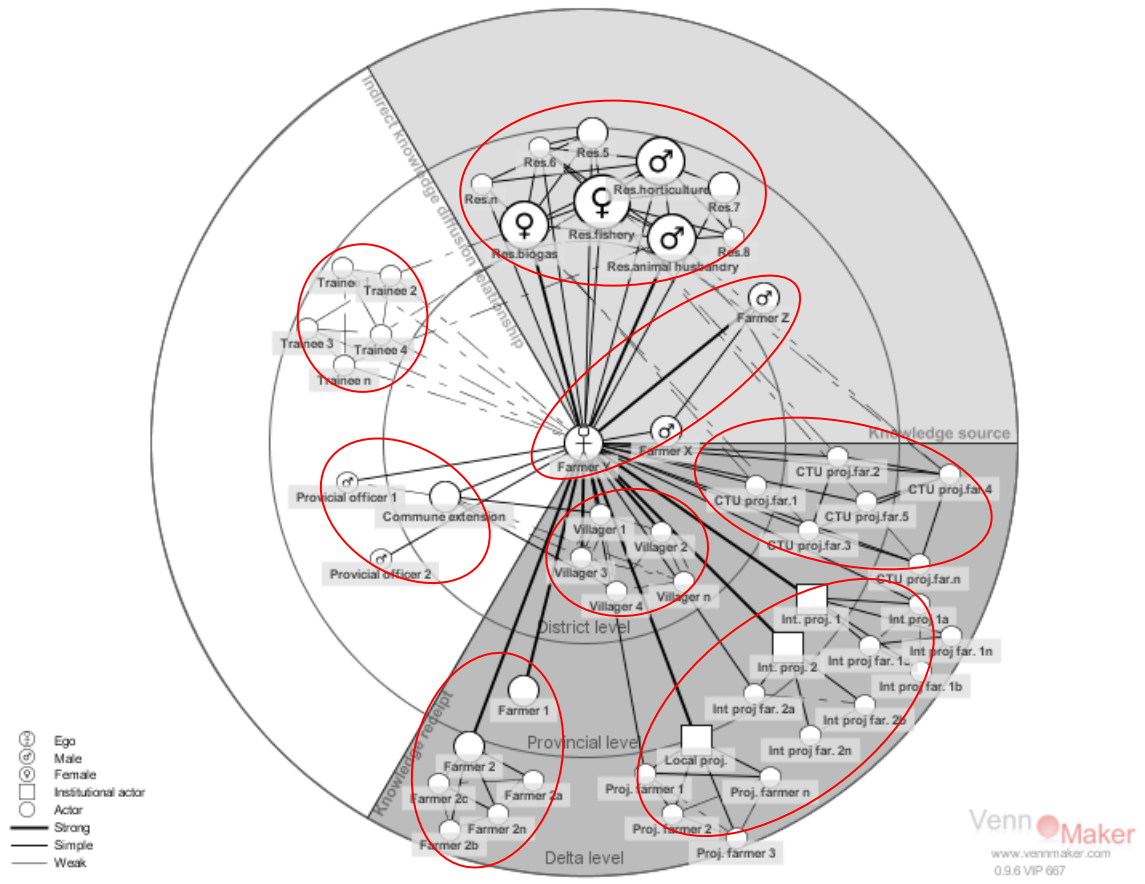 Indirect knowledge diffusion relationship
Res.5
Res.6
Res.horticulture
Res.n
Res.7
Res.fishery
Res.8
Res.biogas
Res.animal husbandry
Trainee
Trainee 2
Trainee 3
Trainee 4
Trainee n
Farmer Z
Knowledge source
Farmer X
Farmer Y
CTU proj.far.2
CTU proj.far.4
CTU proj.far.1
CTU proj.far.5
CTU proj.far.3
CTU proj.far.n
Provicial officer 1
Commune extension
Provicial officer 2
Villager 1
Villager 2
Villager 3
Villager 4
Villager n
District level
Int. proj. 1
Int proj. 1a
Int proj far. 1n
Int proj far. 1c
Int proj far. 1b
Int. proj. 2
Int proj far. 2a
Int proj far. 2b
Int proj far. 2n
Farmer 1
Provincial level
Knowledge redeipt
Farmer 2
Local proj.
Farmer 2c
Farmer 2a
Proj. farmer 1
Proj. farmer n
Farmer 2n
Proj. farmer 2
Farmer 2b
Proj. farmer 3
Delta level
Ego
Male
Female
Institutional actor
Actor
Strong
Simple
Weak
Venn Maker
www.vennmaker.com
0.9.6 VIP 667